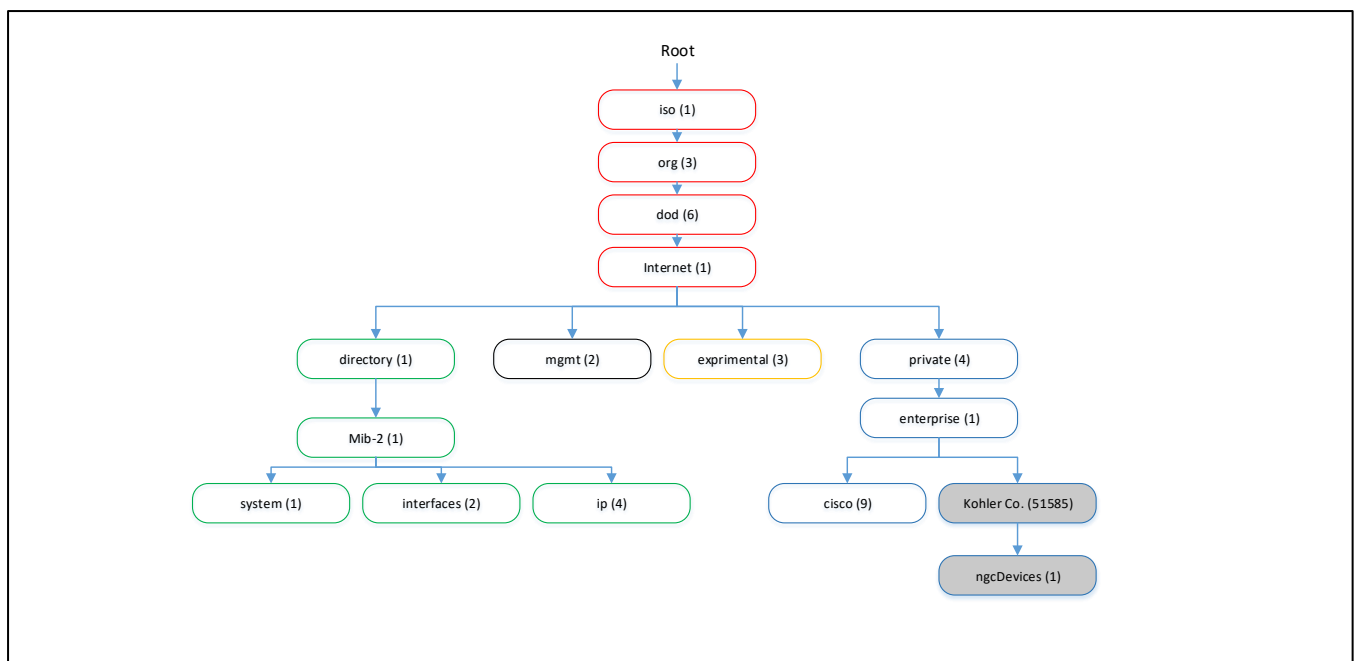 Root
iso (1)
org (3)
dod (6)
Internet (1)
directory (1)
mgmt (2)
exprimental (3)
private (4)
Mib-2 (1)
enterprise (1)
system (1)
interfaces (2)
ip (4)
cisco (9)
Kohler Co. (51585)
ngcDevices (1)